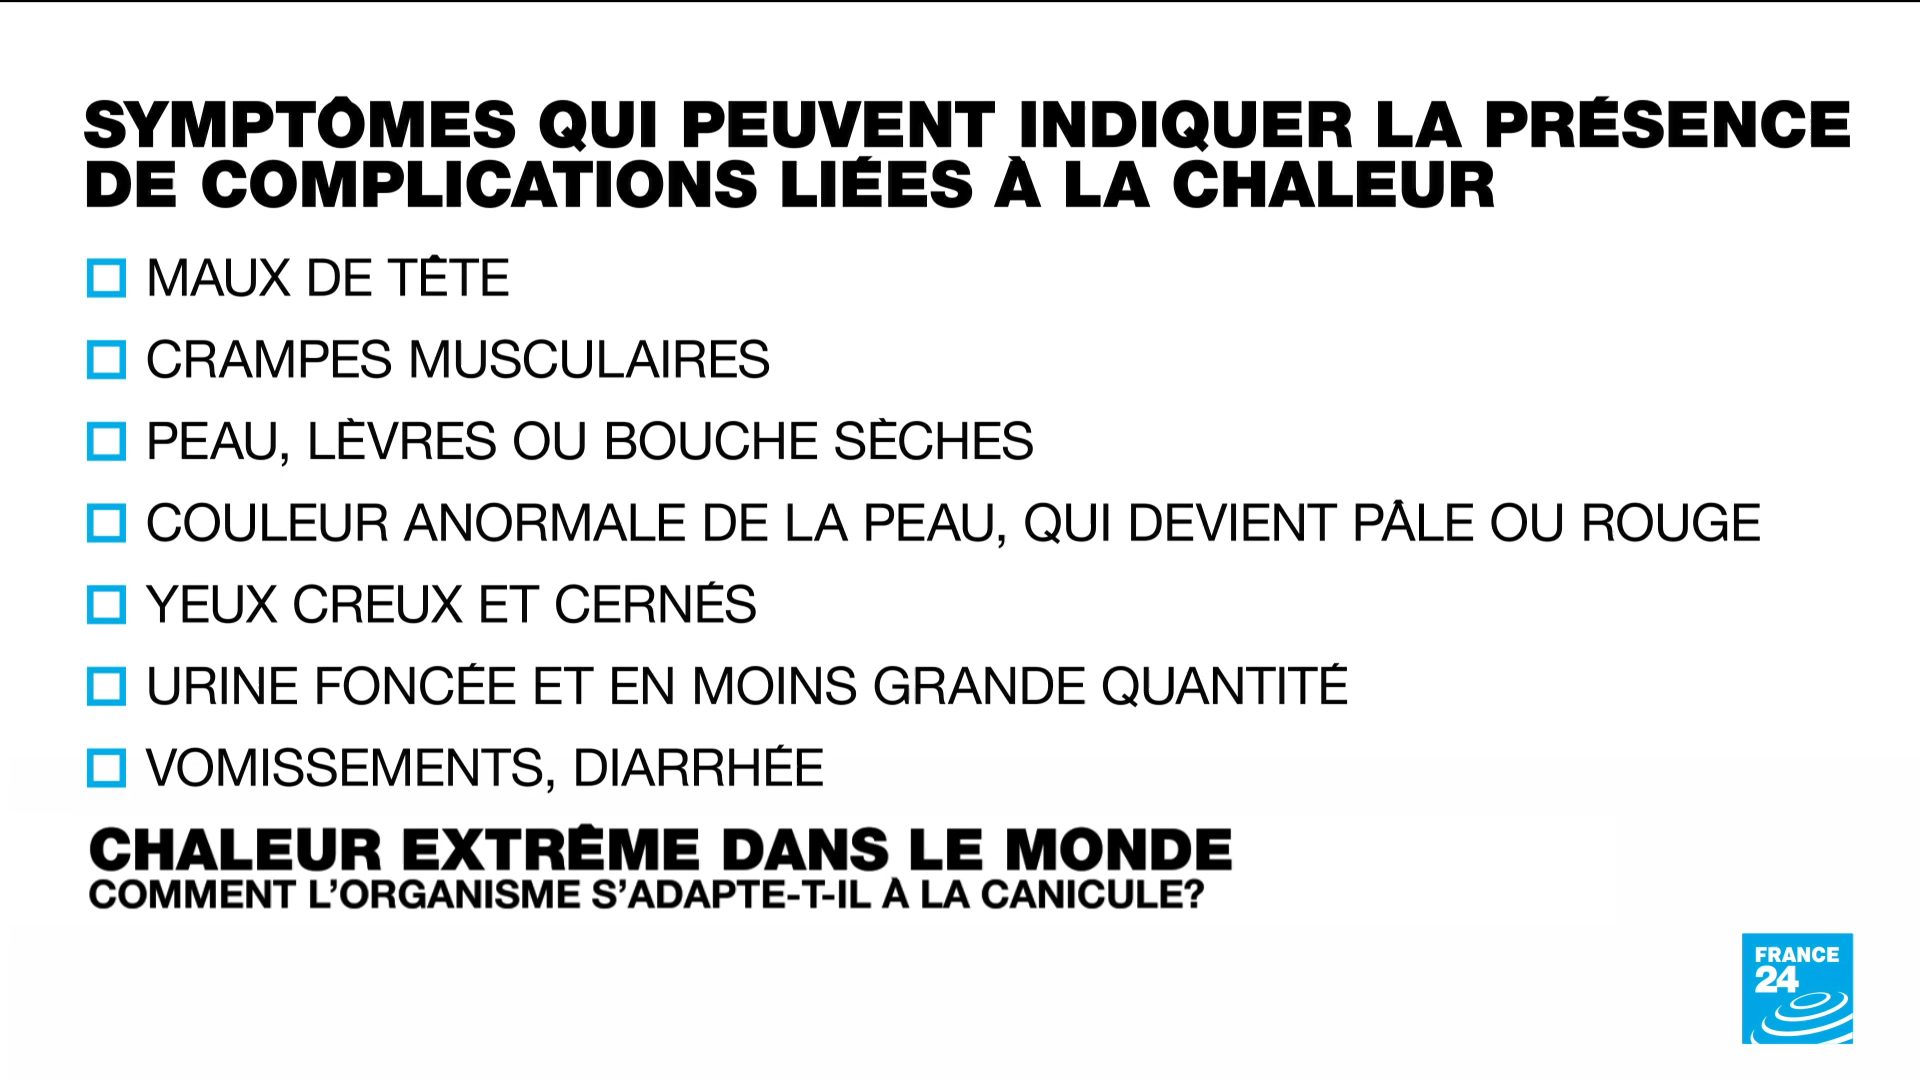 SYMPTÔMES QUI PEUVENT INDIQUER LA PRÉSENCE
DE COMPLICATIONS LIÉES À LA CHALEUR
MAUX DE TÊTE
CRAMPES MUSCULAIRES
PEAU, LÈVRES OU BOUCHE SÈCHES
COULEUR ANORMALE DE LA PEAU, QUI DEVIENT PÂLE OU ROUGE
YEUX CREUX ET CERNÉS
URINE FONCÉE ET EN MOINS GRANDE QUANTITÉ
VOMISSEMENTS, DIARRHÉE
CHALEUR EXTRÊME DANS LE MONDE
COMMENT L’ORGANISME S’ADAPTE-T-IL À LA CANICULE?
FRANCE
24